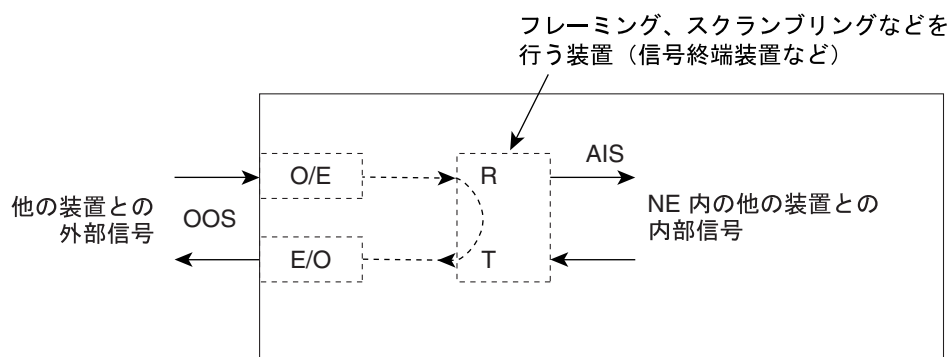 フレーミング、スクランブリングなどを
行う装置（信号終端装置など）
AIS
O/E
R
他の装置との
外部信号
OOS
NE 内の他の装置との
内部信号
E/O
T